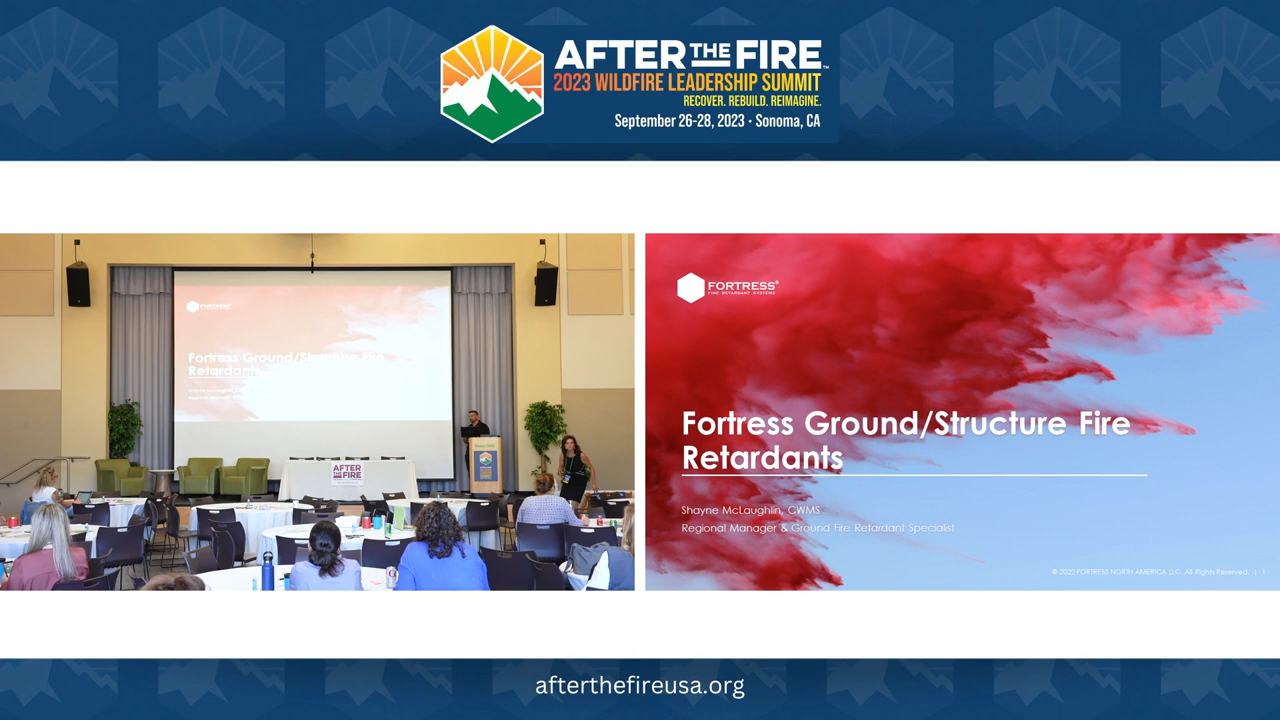 AFTER THE FIRE™
2023 WILDFIRE LEADERSHIP SUMMIT
RECOVER. REBUILD. REIMAGINE.
September 26-28, 2023 • Sonoma, CA
FORTRESS
Fortress Ground/Structure Fire
Retardants
AFTER
THE
FIRE
FORTRESS®
FIRE RETARDANT SYSTEMS
Fortress Ground/Structure Fire
Retardants
Shayne McLaughlin, CWMS
Regional Manager & Ground Fire Retardant Specialist
© 2022 FORTRESS NORTH AMERICA LLC. All Rights Reserved. |
afterthefireusa.org